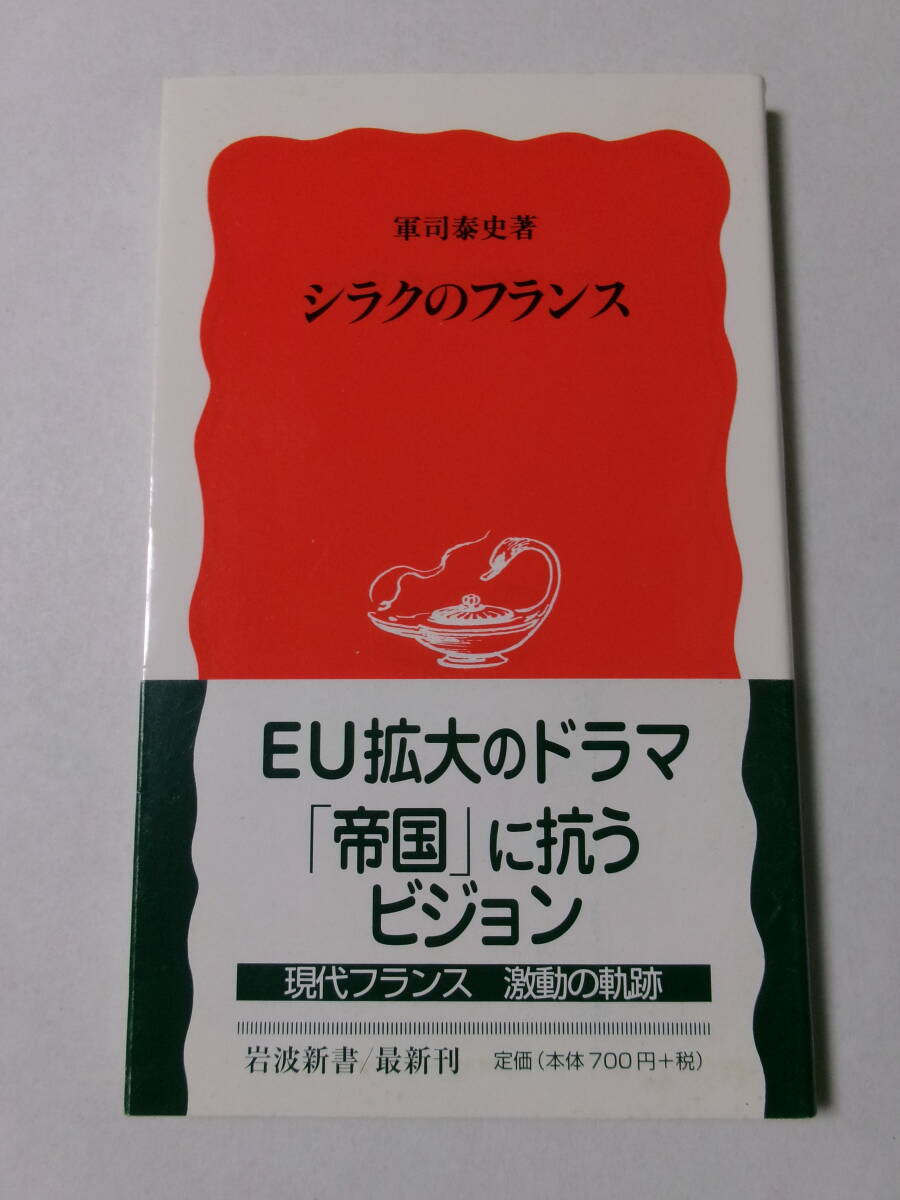 軍司泰史著
シラクのフランス
EU拡大のドラマ
「帝国」に抗う
ビジョン
現代フランス 激動の軌跡
岩波新書/最新刊 定価(本体700円+税)